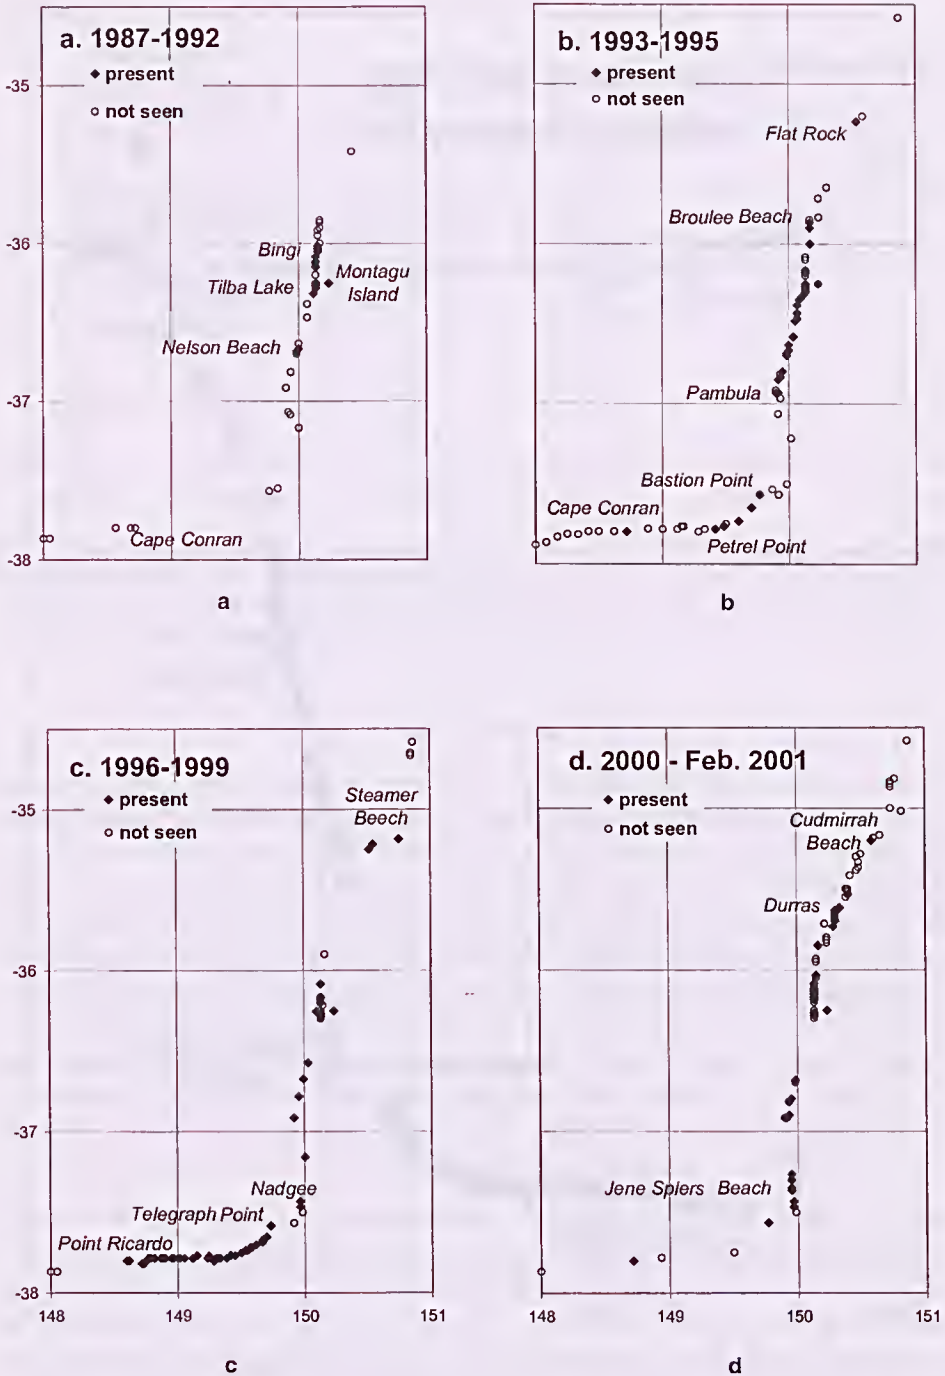 a. 1987-1992
present
not seen
-35
-36
-37
-38
Bingi
Tilba Lake
Montagu
Island
Nelson Beach
Cape Conran
a
b. 1993-1995
present
not seen
Flat Rock
Broulee Beach
Pambula
Bastion Point
Cape Conran
Petrel Point
b
c. 1996-1999
present
not seen
-35
-36
-37
-38
Steamer
Beech
Nadgee
Telegraph Point
Point Ricardo
148
149
150
151
c
d. 2000 - Feb. 2001
present
not seen
Cudmirrah
Beach
Durras
Jene Splers Beach
148
149
150
151
d